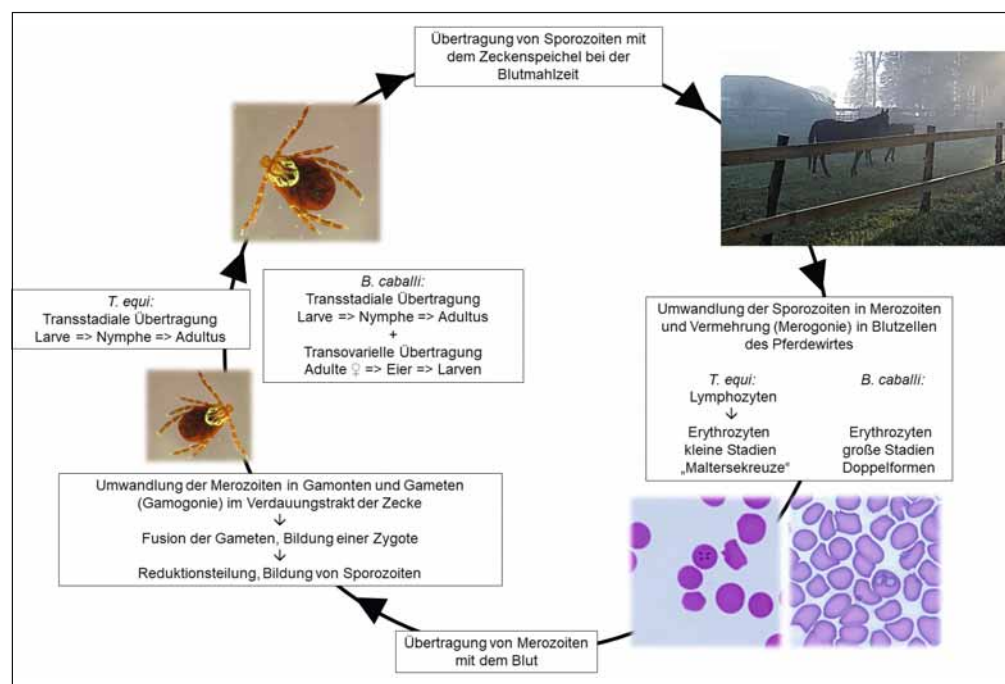 Übertragung von Sporozoiten mit
dem Zeckenspeichel bei der
Blutmahlzeit
T. equi:
Transstadiale Übertragung
Larve => Nymphe => Adultus
B. caballi:
Transstadiale Übertragung
Larve => Nymphe => Adultus
+
Transovarielle Übertragung
Adulte ♀ => Eier => Larven
Umwandlung der Sporozoiten in Merozoiten
und Vermehrung (Merogonie) in Blutzellen
des Pferdewirtes
T. equi:
Lymphozyten
↓
Erythrozyten
kleine Stadien
„Maltersekreuze“
B. caballi:
Erythrozyten
große Stadien
Doppelformen
Umwandlung der Merozoiten in Gamonten und Gameten
(Gamogonie) im Verdauungstrakt der Zecke
↓
Fusion der Gameten, Bildung einer Zygote
↓
Reduktionsteilung, Bildung von Sporozoiten
Übertragung von Merozoiten
mit dem Blut